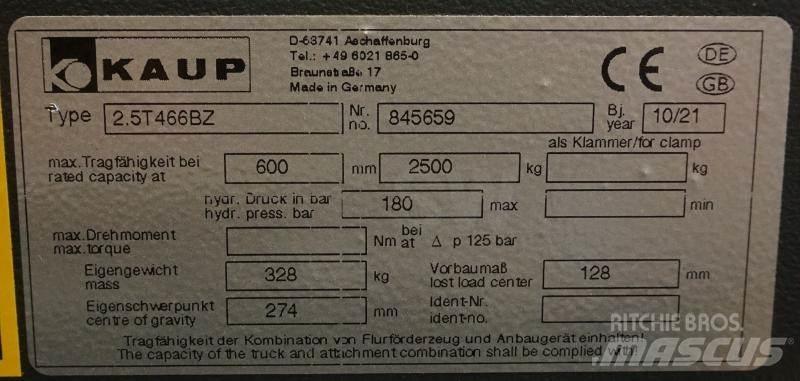 KAUP
D-63741 Aschaffenburg
Tel.: +49 6021 865-0
Braunstraße 17
Made in Germany
CE
DE
GB
Type 2.5T466BZ Nr. no. 845659 Bj. year 10/21
als Klammer/for clamp
max.Tragfähigkeit bei
rated capacity at 600 mm 2500 kg kg
hydr. Druck in bar
hydr. press. bar 180 max min
max.Drehmoment
max.torque Nm bei at Δ p 125 bar
Eigengewicht
mass 328 kg
Vorbaumaß
lost load center 128 mm
Eigenschwerpunkt
centre of gravity 274 mm
Ident-Nr.
ident-no.
Tragfähigkeit der Kombination von Flurförderzeug und Anbaugerät einhalten!
The capacity of the truck and attachment combination shall be complied with!
RITCHIE BROS.
MASCUS